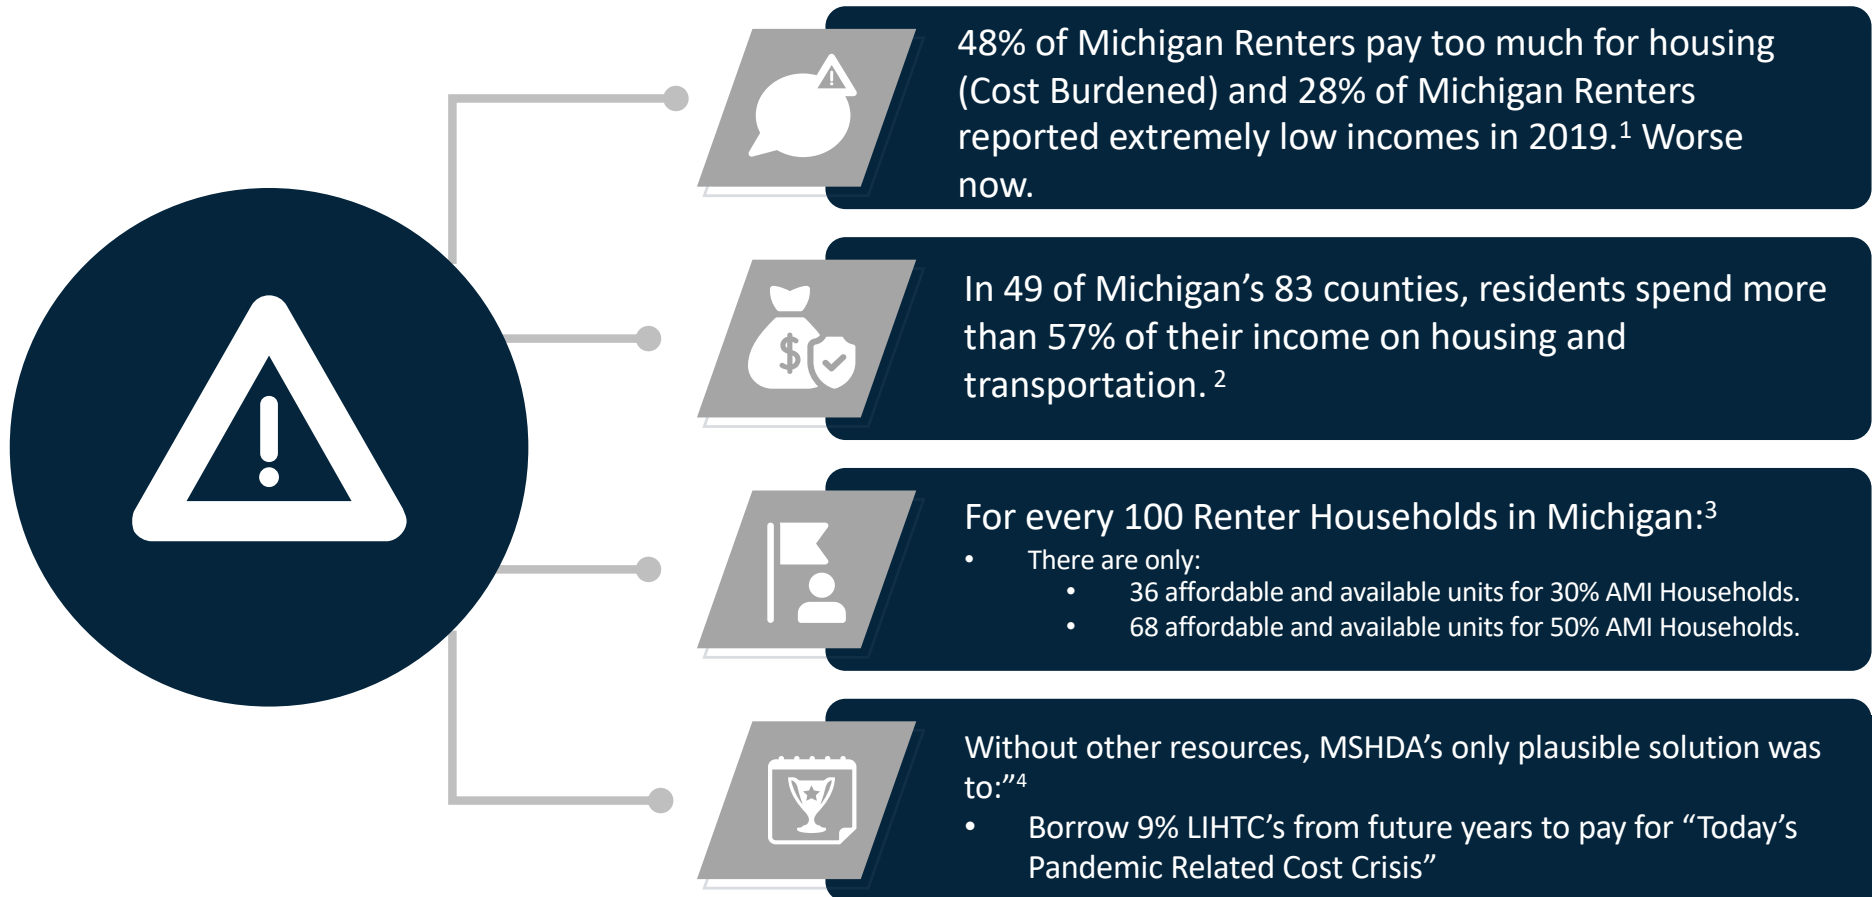 48% of Michigan Renters pay too much for housing
(Cost Burdened) and 28% of Michigan Renters
reported extremely low incomes in 2019.¹ Worse
now.
$
In 49 of Michigan’s 83 counties, residents spend more
than 57% of their income on housing and
transportation. ²
For every 100 Renter Households in Michigan:³
• There are only:
• 36 affordable and available units for 30% AMI Households.
• 68 affordable and available units for 50% AMI Households.
Without other resources, MSHDA’s only plausible solution was
to:”⁴
• Borrow 9% LIHTC’s from future years to pay for “Today’s
Pandemic Related Cost Crisis”